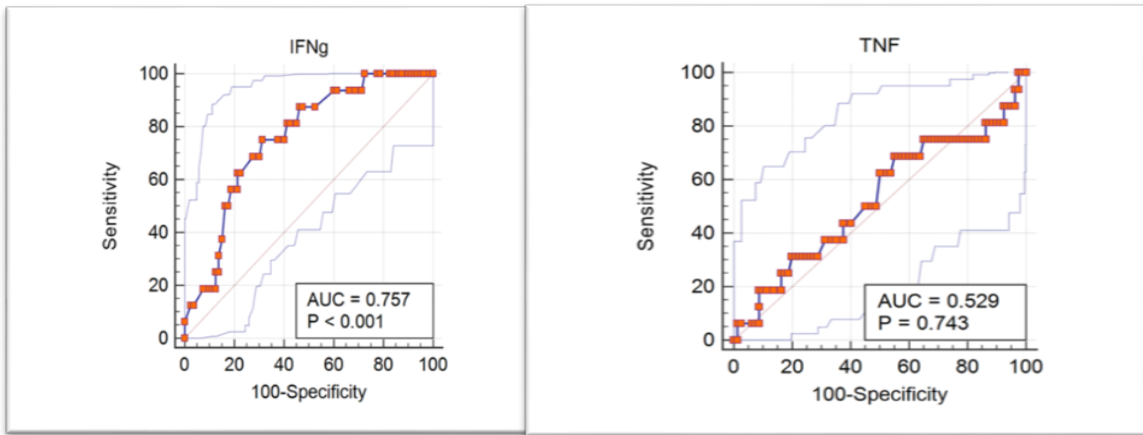 IFNg
100
80
60
40
20
0
Sensitivity
AUC = 0.757
P < 0.001
0 20 40 60 80 100
100-Specificity
TNF
100
80
60
40
20
0
Sensitivity
AUC = 0.529
P = 0.743
0 20 40 60 80 100
100-Specificity